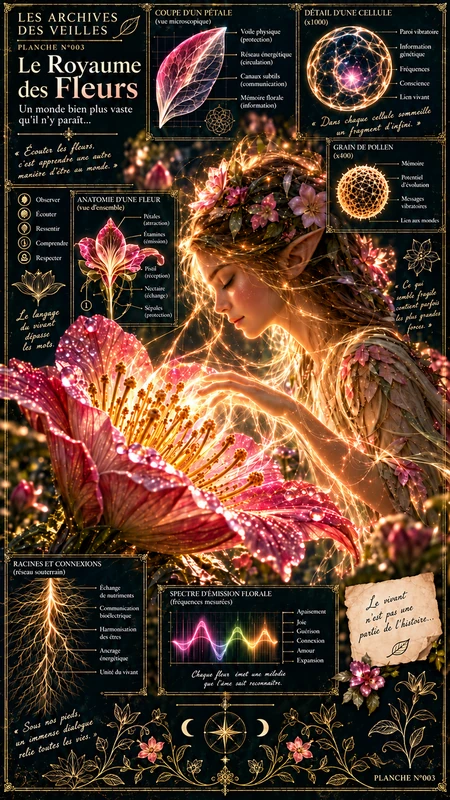 LES ARCHIVES
DES VEILLES
PLANCHE N°003
Le Royaume
des Fleurs
Un monde bien plus vaste
qu'il n'y paraît...
« Écouter les fleurs,
c'est apprendre une autre
manière d'être au monde. »
COUPE D'UN PÉTALE
(vue microscopique)
Voile physique
(protection)
Réseau énergétique
(circulation)
Canaux subtils
(communication)
Mémoire florale
(information)
DÉTAIL D'UNE CELLULE
(x1000)
Paroi vibratoire
Information
génétique
Fréquences
Conscience
Lien vivant
« Dans chaque cellule sommeille
un fragment d'infini. »
GRAIN DE POLLEN
(x400)
Mémoire
Potentiel
d'évolution
Messages
vibratoires
Lien aux mondes
Observer
Écouter
Ressentir
Comprendre
Respecter
Le langage
du vivant
dépasse
les mots.
ANATOMIE D'UNE FLEUR
(vue d'ensemble)
Pétales
(attraction)
Étamines
(émission)
Pistil
(réception)
Nectaire
(échange)
Sépales
(protection)
1
« Ce qui
semble fragile
contient parfois
les plus grandes
forces. »
RACINES ET CONNEXIONS
(réseau souterrain)
Échange
de nutriments
Communication
bioélectrique
Harmonisation
des êtres
Ancrage
énergétique
Unité du vivant
« Sous nos pieds,
un immense dialogue
relie toutes les vies. »
SPECTRE D'ÉMISSION FLORALE
(fréquences mesurées)
Apaisement
Joie
Guérison
Connexion
Amour
Expansion
Chaque fleur émet une mélodie
que l'âme sait reconnaître.
Le vivant
n'est pas une
partie de l'histoire...
PLANCHE N°003